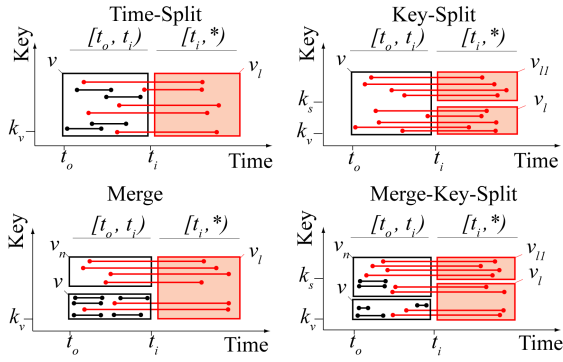 Time-Split
[t_o, t_i) [t_i, *)
Key
v
v_l
k_v
t_o t_i Time
Key-Split
[t_o, t_i) [t_i, *)
Key
v
v_l1
k_s
v_l
k_v
t_o t_i Time
Merge
[t_o, t_i) [t_i, *)
Key
v_n
v_l
v
k_v
t_o t_i Time
Merge-Key-Split
[t_o, t_i) [t_i, *)
Key
v_n
v_l1
k_s
v_l
v
k_v
t_o t_i Time